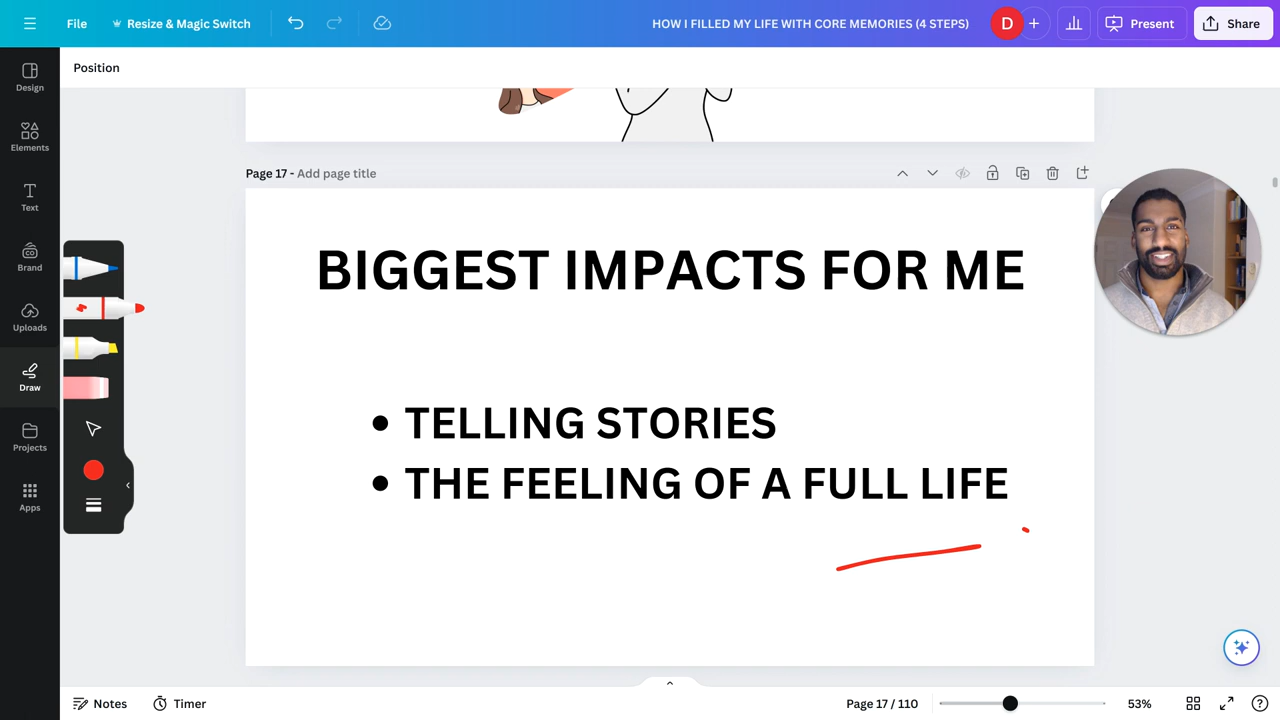 File
Resize & Magic Switch
HOW I FILLED MY LIFE WITH CORE MEMORIES (4 STEPS)
D
Present
Share
Position
Design
Elements
Text
Brand
Uploads
Draw
Projects
Apps
Page 17 - Add page title
BIGGEST IMPACTS FOR ME
• TELLING STORIES
• THE FEELING OF A FULL LIFE
Notes
Timer
Page 17 / 110
53%